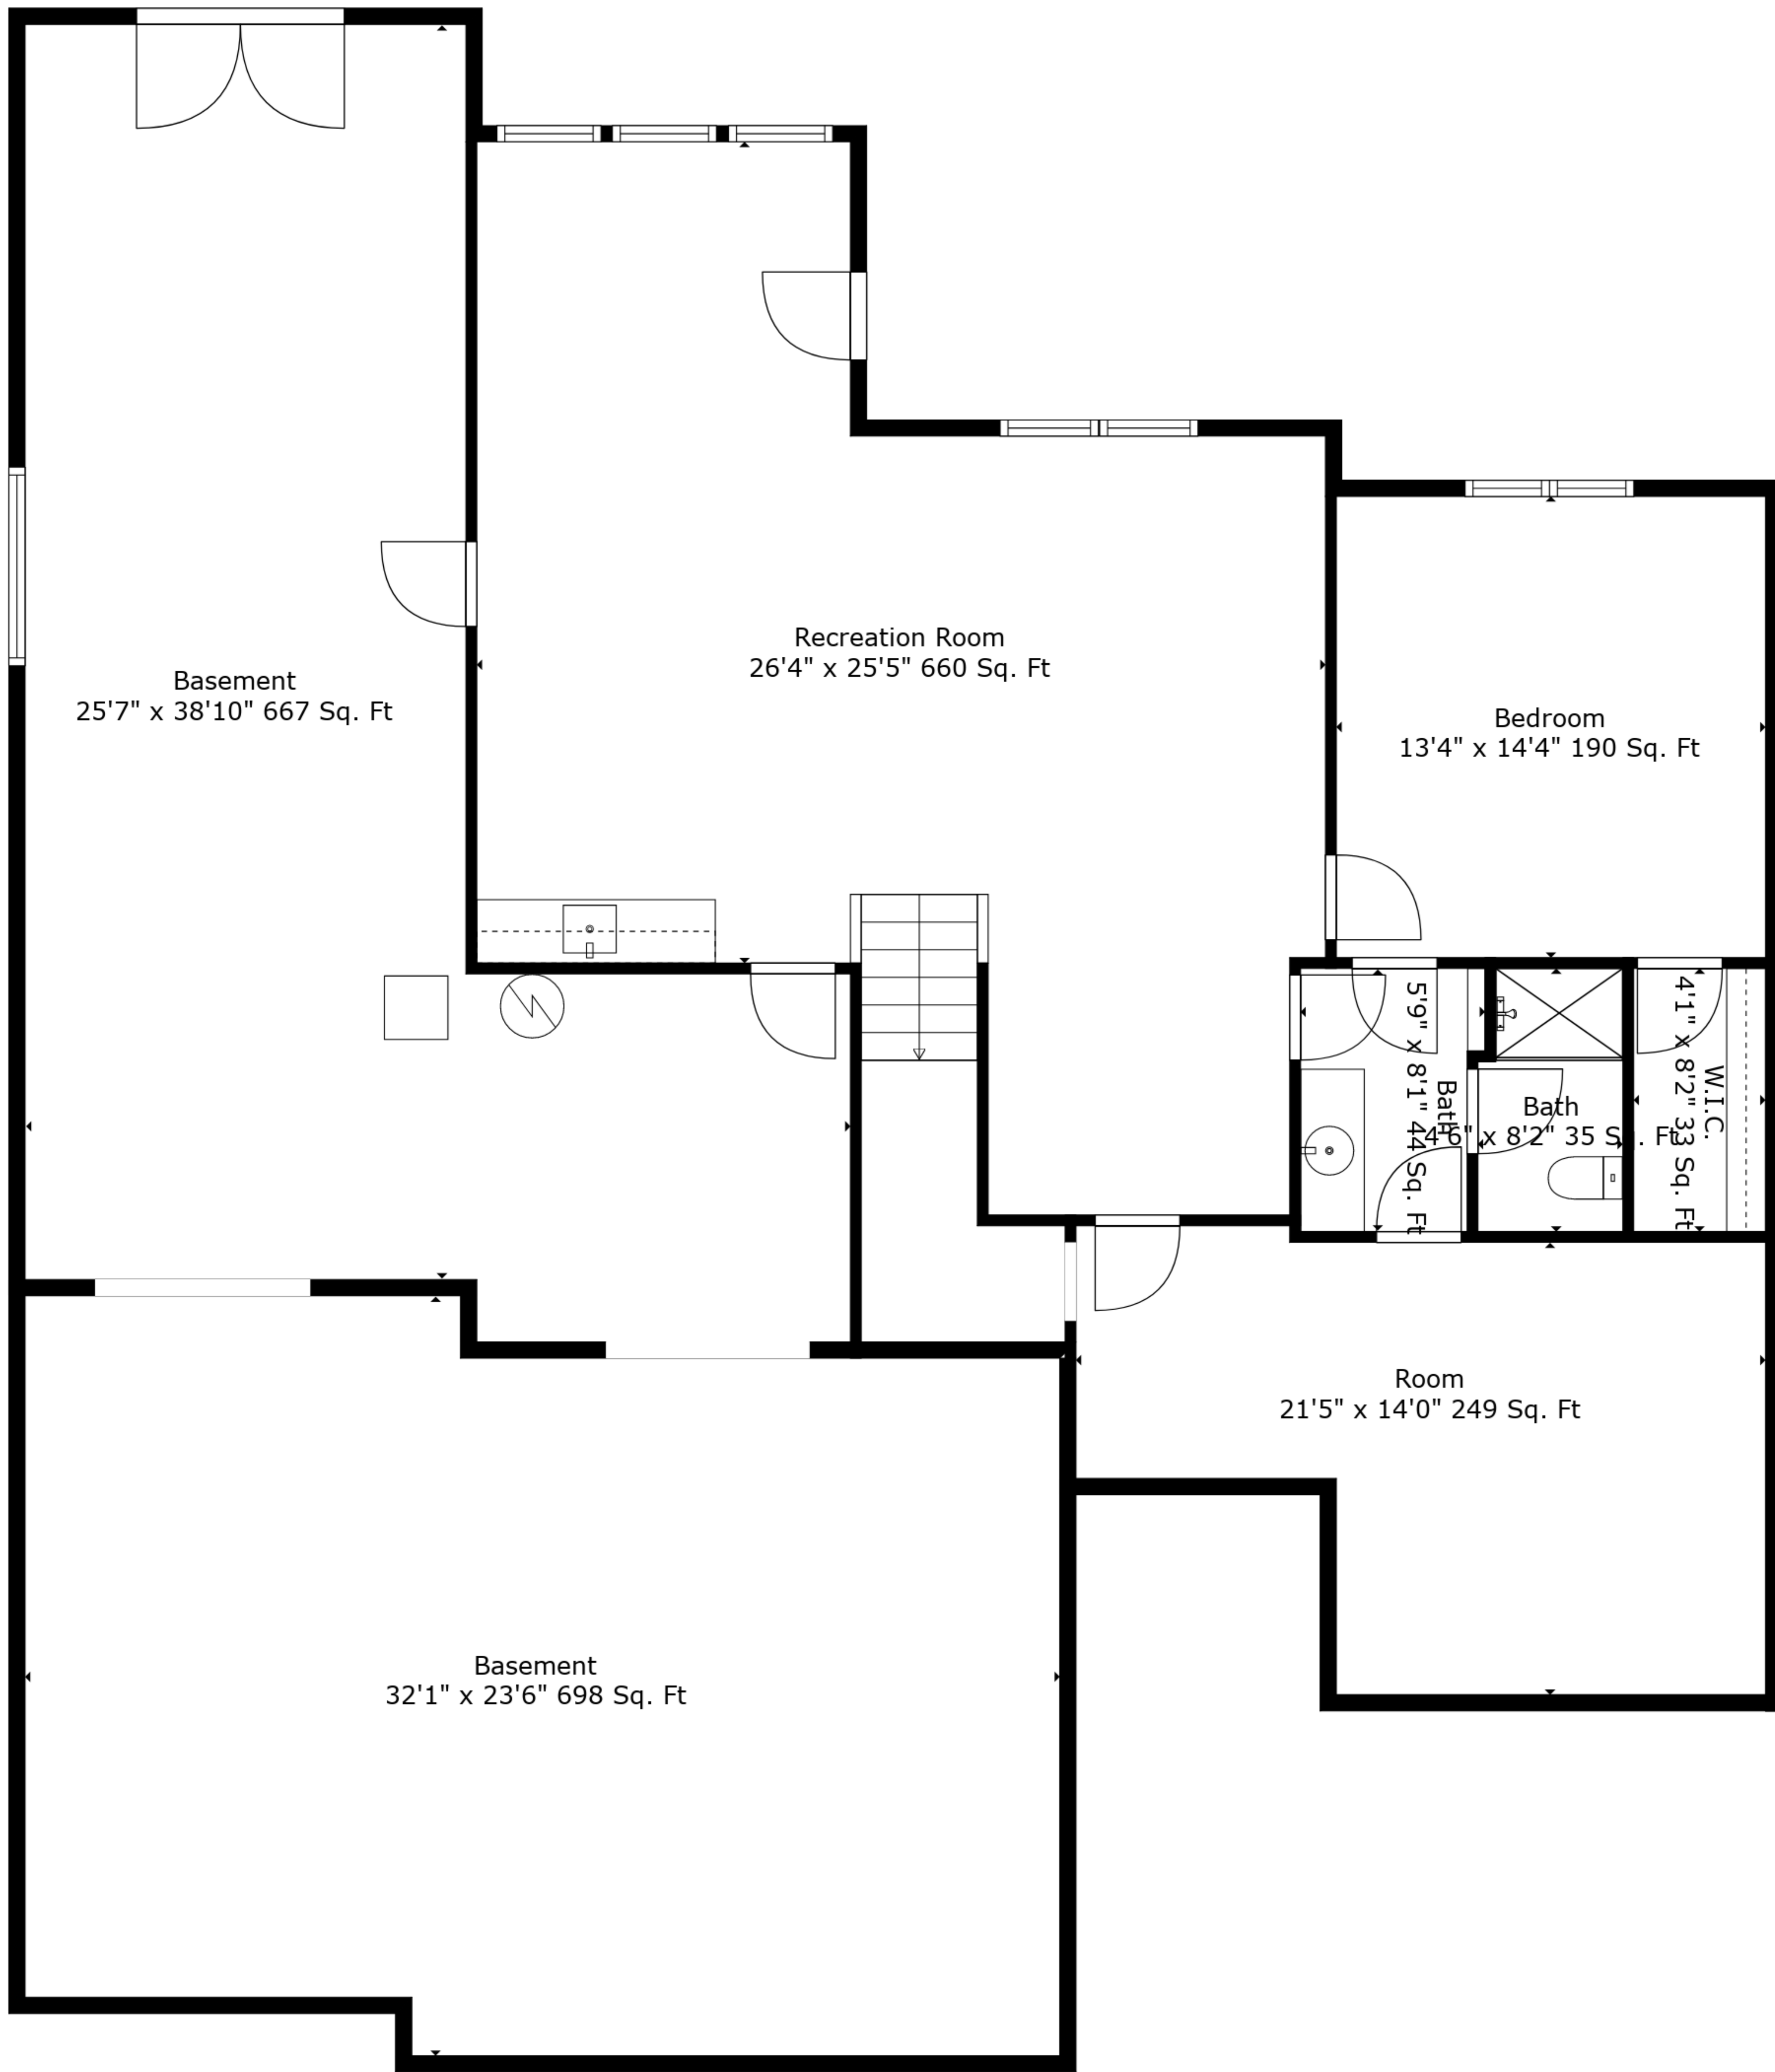 Recreation Room
26'4" x 25'5" 660 Sq. Ft
Basement
25'7" x 38'10" 667 Sq. Ft
Bedroom
13'4" x 14'4" 190 Sq. Ft
Bath
5'9" x 8'1" 44 Sq. Ft
Bath
4'6" x 8'2" 35 Sq. Ft
W.I.C.
4'1" x 8'2" 33 Sq. Ft
Room
21'5" x 14'0" 249 Sq. Ft
Basement
32'1" x 23'6" 698 Sq. Ft